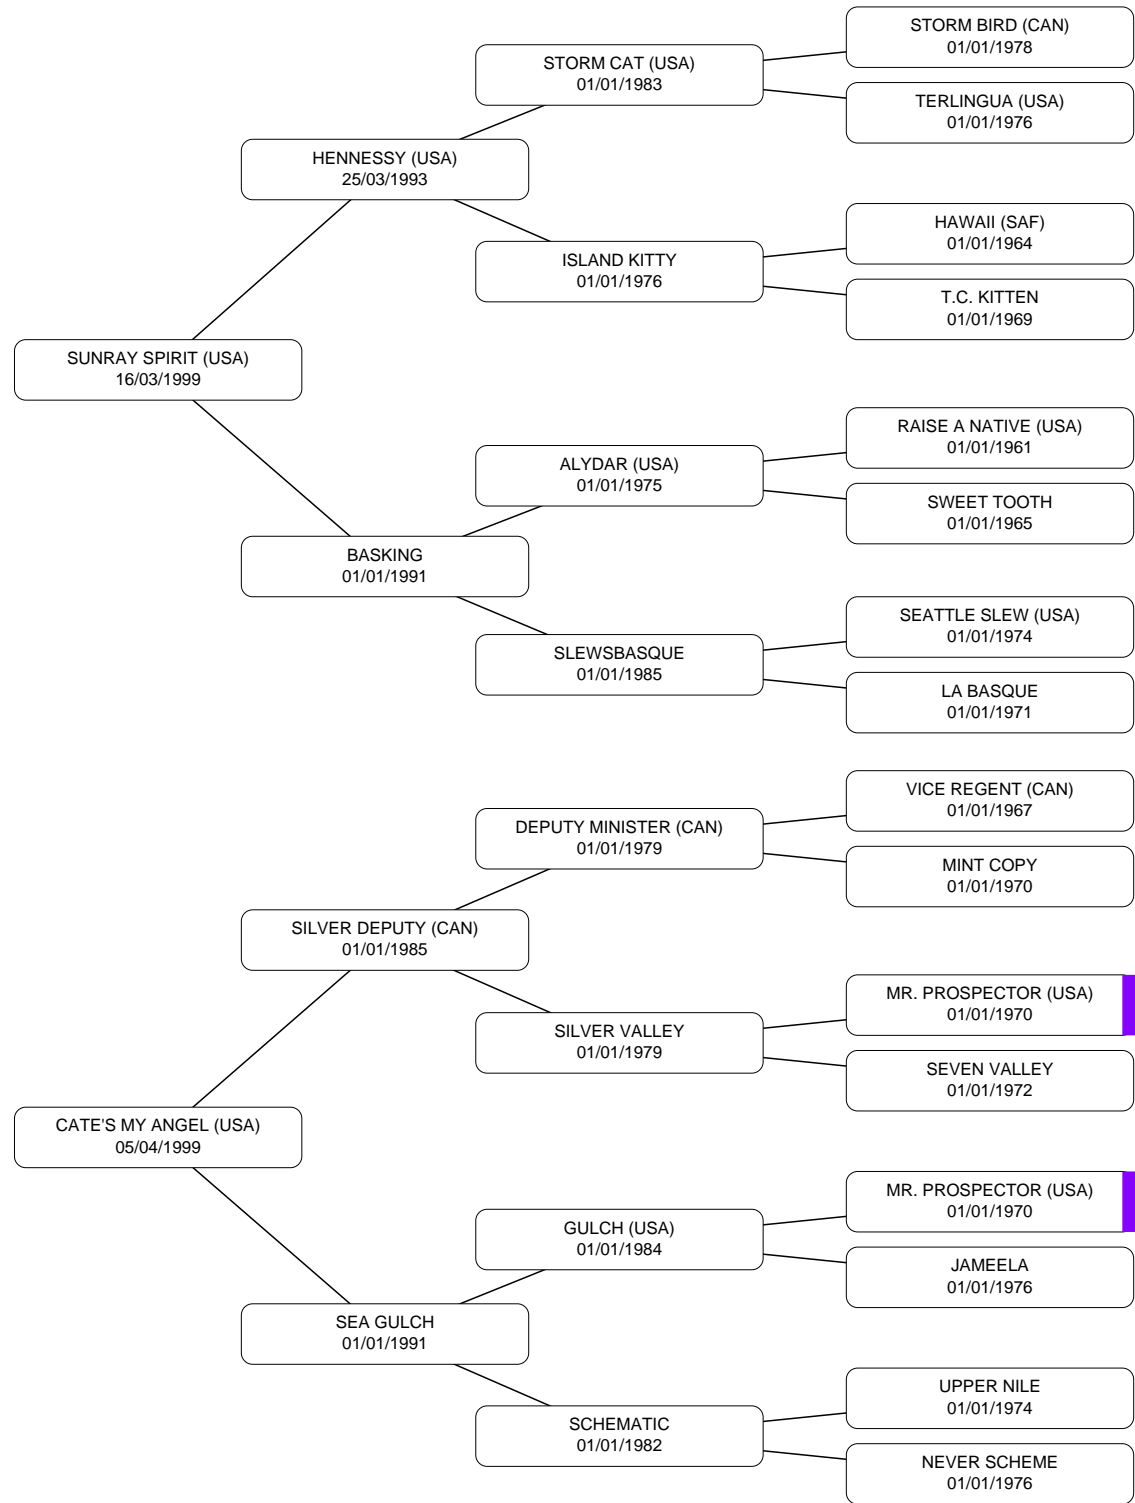 STORM BIRD (CAN)
01/01/1978
STORM CAT (USA)
01/01/1983
TERLINGUA (USA)
01/01/1976
HENNESSY (USA)
25/03/1993
HAWAII (SAF)
01/01/1964
ISLAND KITTY
01/01/1976
T.C. KITTEN
01/01/1969
SUNRAY SPIRIT (USA)
16/03/1999
RAISE A NATIVE (USA)
01/01/1961
ALYDAR (USA)
01/01/1975
SWEET TOOTH
01/01/1965
BASKING
01/01/1991
SEATTLE SLEW (USA)
01/01/1974
SLEWSBASQUE
01/01/1985
LA BASQUE
01/01/1971
VICE REGENT (CAN)
01/01/1967
DEPUTY MINISTER (CAN)
01/01/1979
MINT COPY
01/01/1970
SILVER DEPUTY (CAN)
01/01/1985
MR. PROSPECTOR (USA)
01/01/1970
SILVER VALLEY
01/01/1979
SEVEN VALLEY
01/01/1972
CATE'S MY ANGEL (USA)
05/04/1999
MR. PROSPECTOR (USA)
01/01/1970
GULCH (USA)
01/01/1984
JAMEELA
01/01/1976
SEA GULCH
01/01/1991
UPPER NILE
01/01/1974
SCHEMATIC
01/01/1982
NEVER SCHEME
01/01/1976